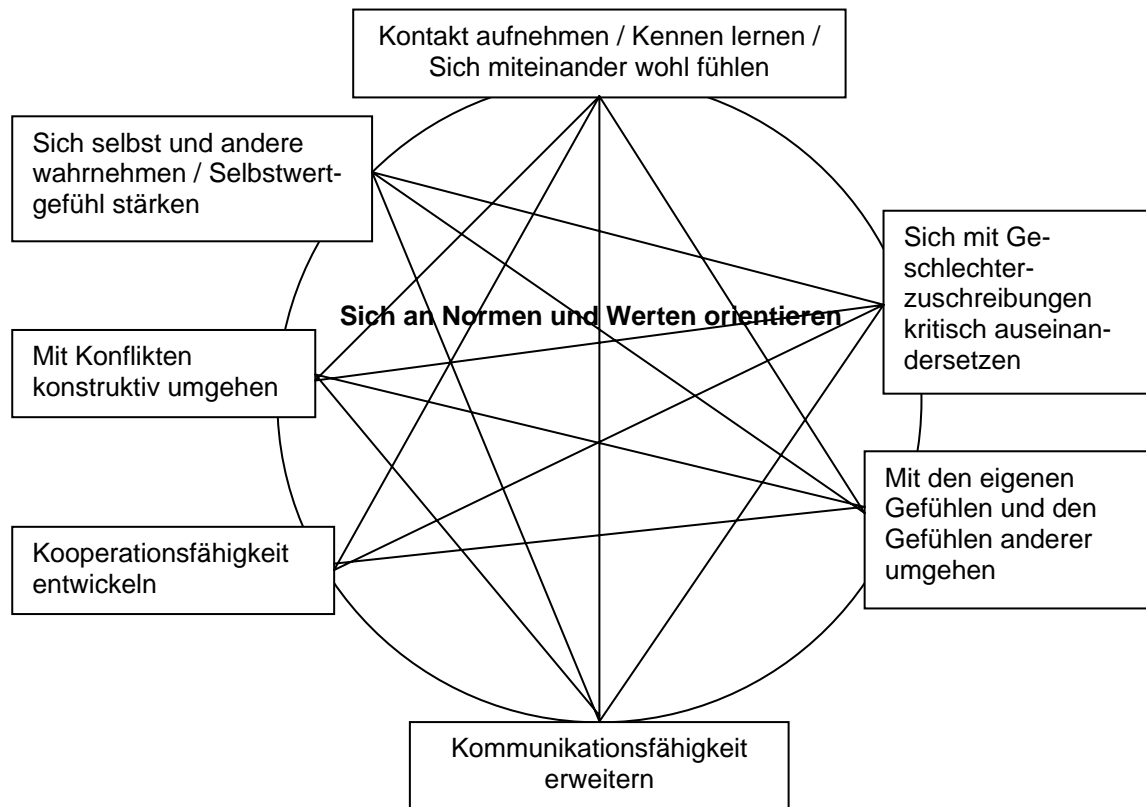 Kontakt aufnehmen / Kennen lernen /
Sich miteinander wohl fühlen
Sich selbst und andere
wahrnehmen / Selbstwert-
gefühl stärken
Sich mit Ge-
schlechter-
zuschreibungen
kritisch auseinan-
dersetzen
Sich an Normen und Werten orientieren
Mit Konflikten
konstruktiv umgehen
Mit den eigenen
Gefühlen und den
Gefühlen anderer
umgehen
Kooperationsfähigkeit
entwickeln
Kommunikationsfähigkeit
erweitern